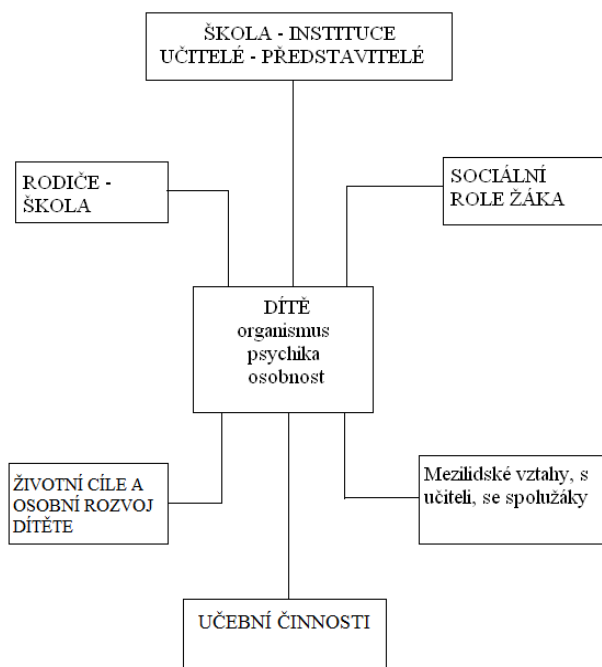 ŠKOLA - INSTITUCE
UČITELÉ - PŘEDSTAVITELÉ
RODIČE -
ŠKOLA
SOCIÁLNÍ
ROLE ŽÁKA
DÍTĚ
organismus
psychika
osobnost
ŽIVOTNÍ CÍLE A
OSOBNÍ ROZVOJ
DÍTĚTE
Mezilidské vztahy, s
učiteli, se spolužáky
UČEBNÍ ČINNOSTI